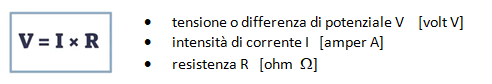 V = I × R
• tensione o differenza di potenziale V [volt V]
• intensità di corrente I [amper A]
• resistenza R [ohm Ω]